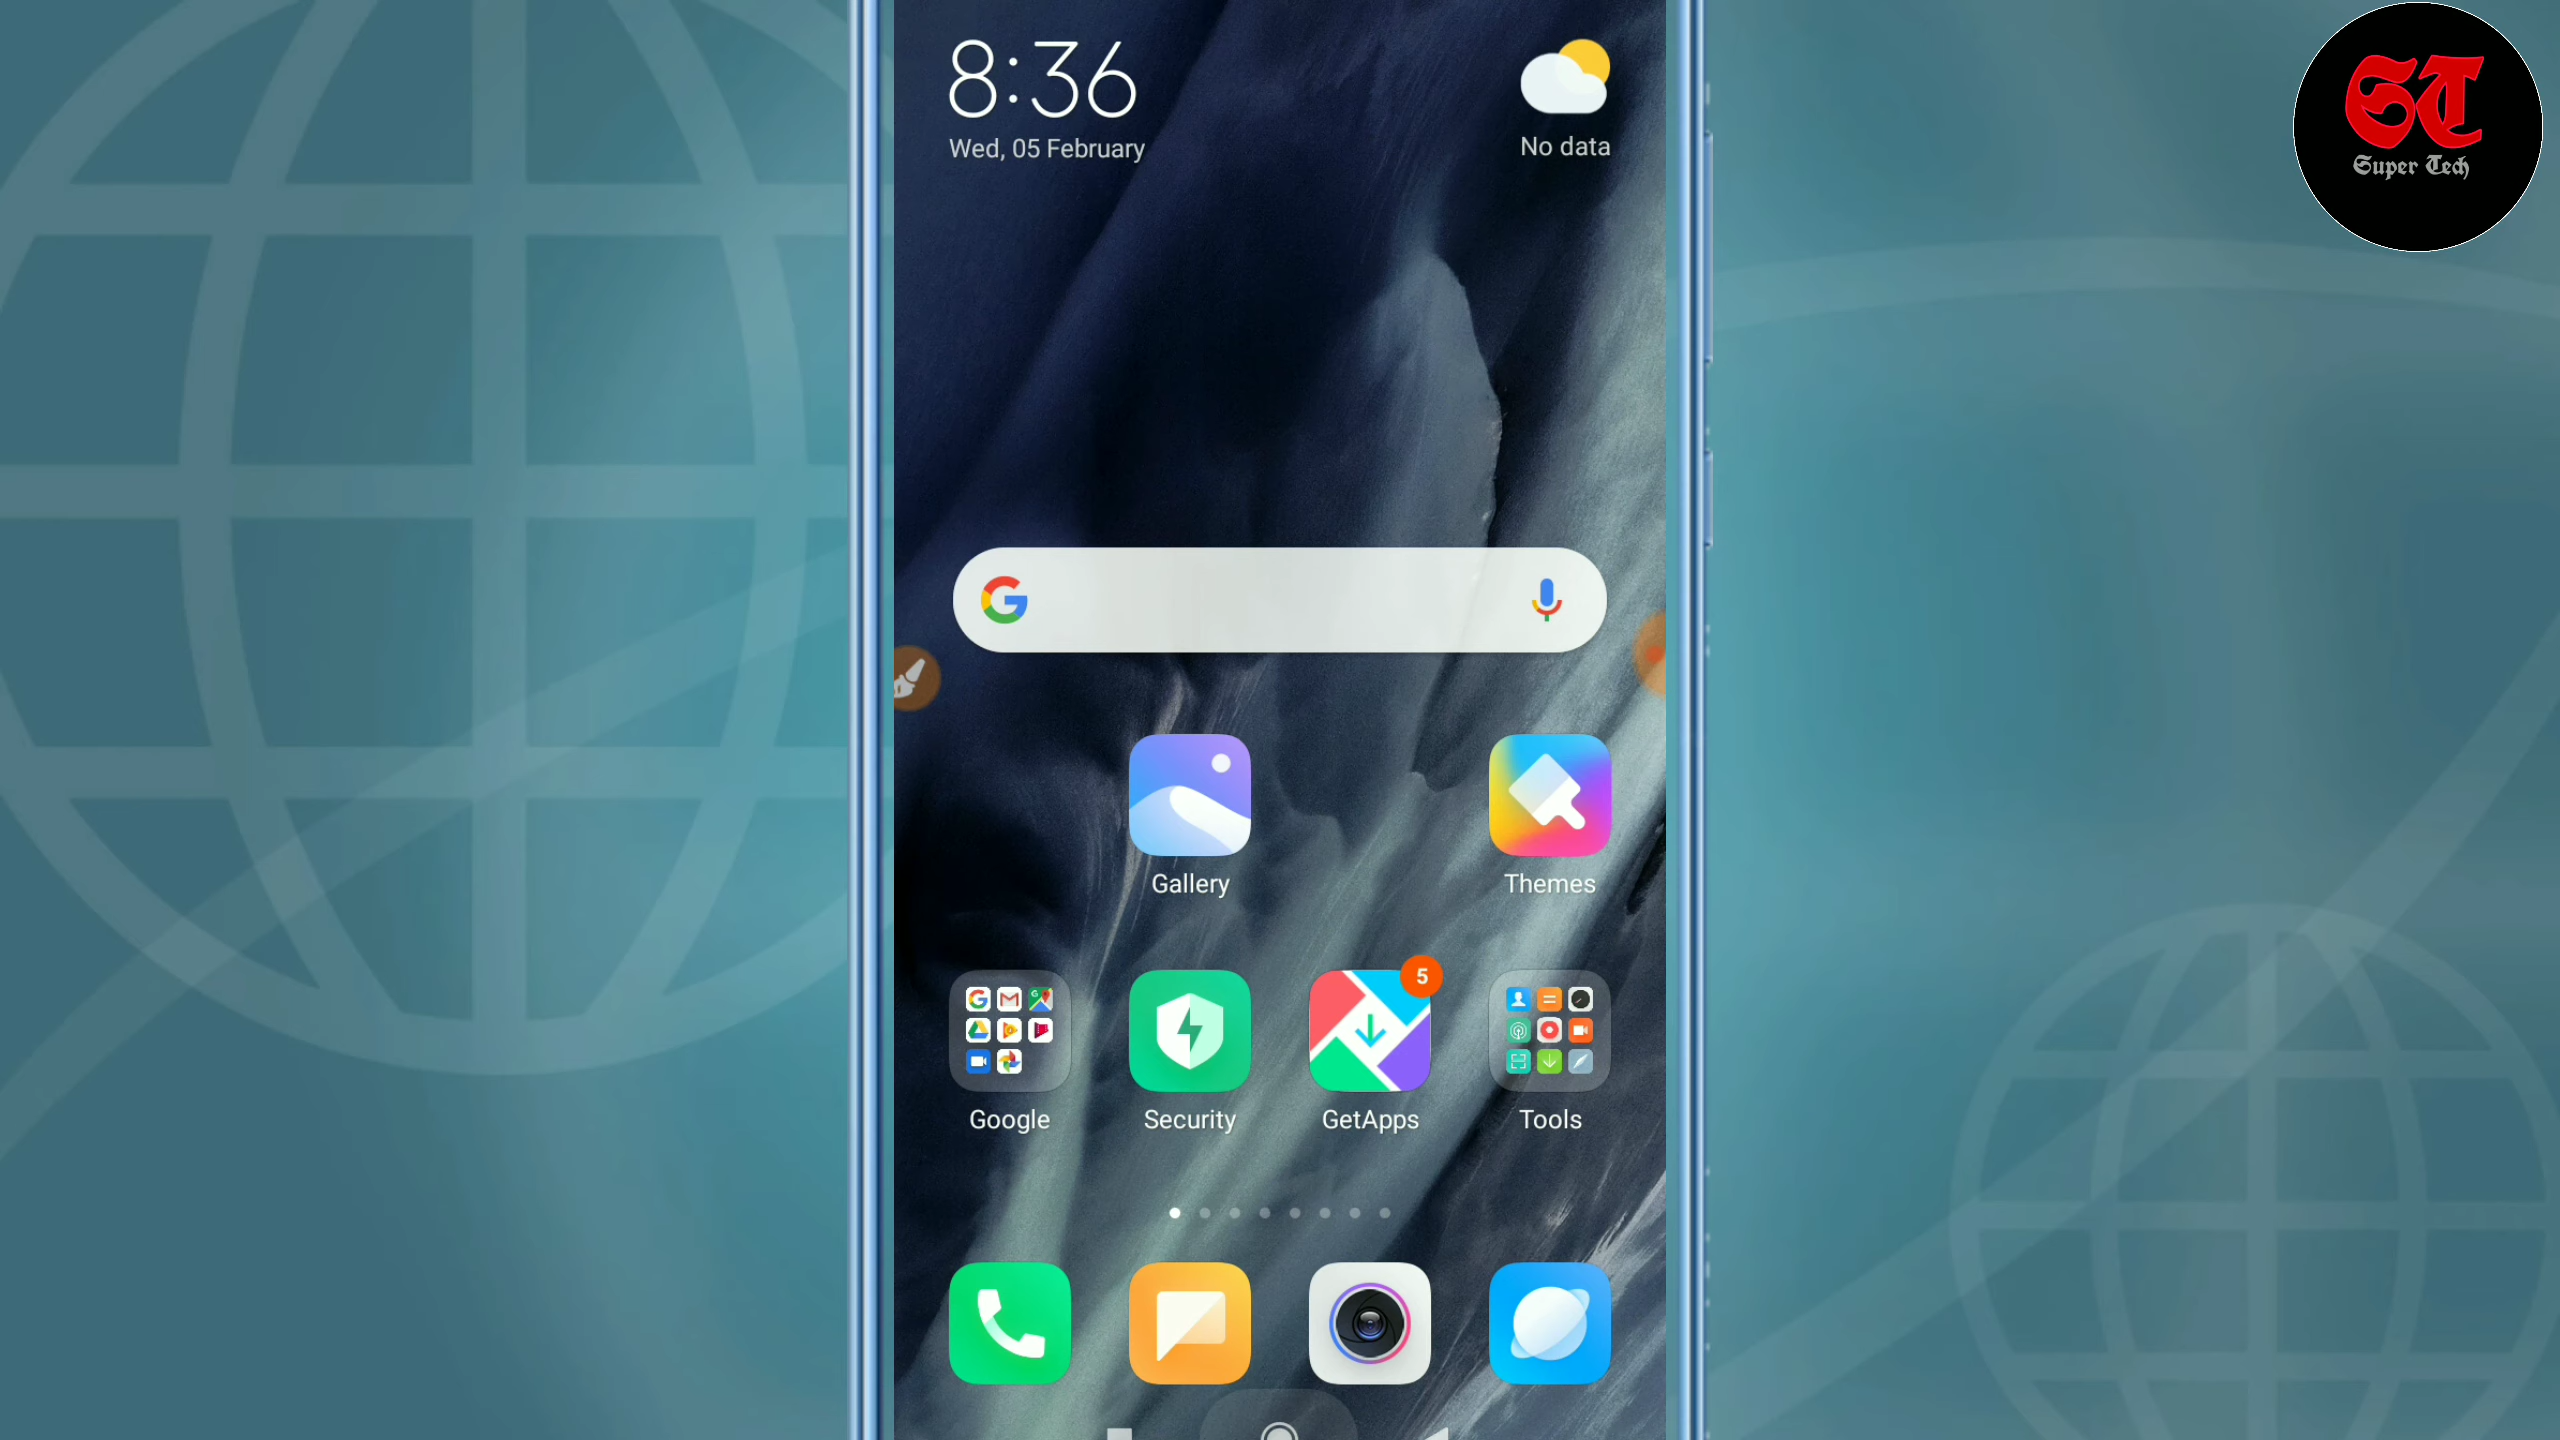 8:36
Wed, 05 February
No data
ST
Super Tech
Gallery
Themes
5
Google
Security
GetApps
Tools